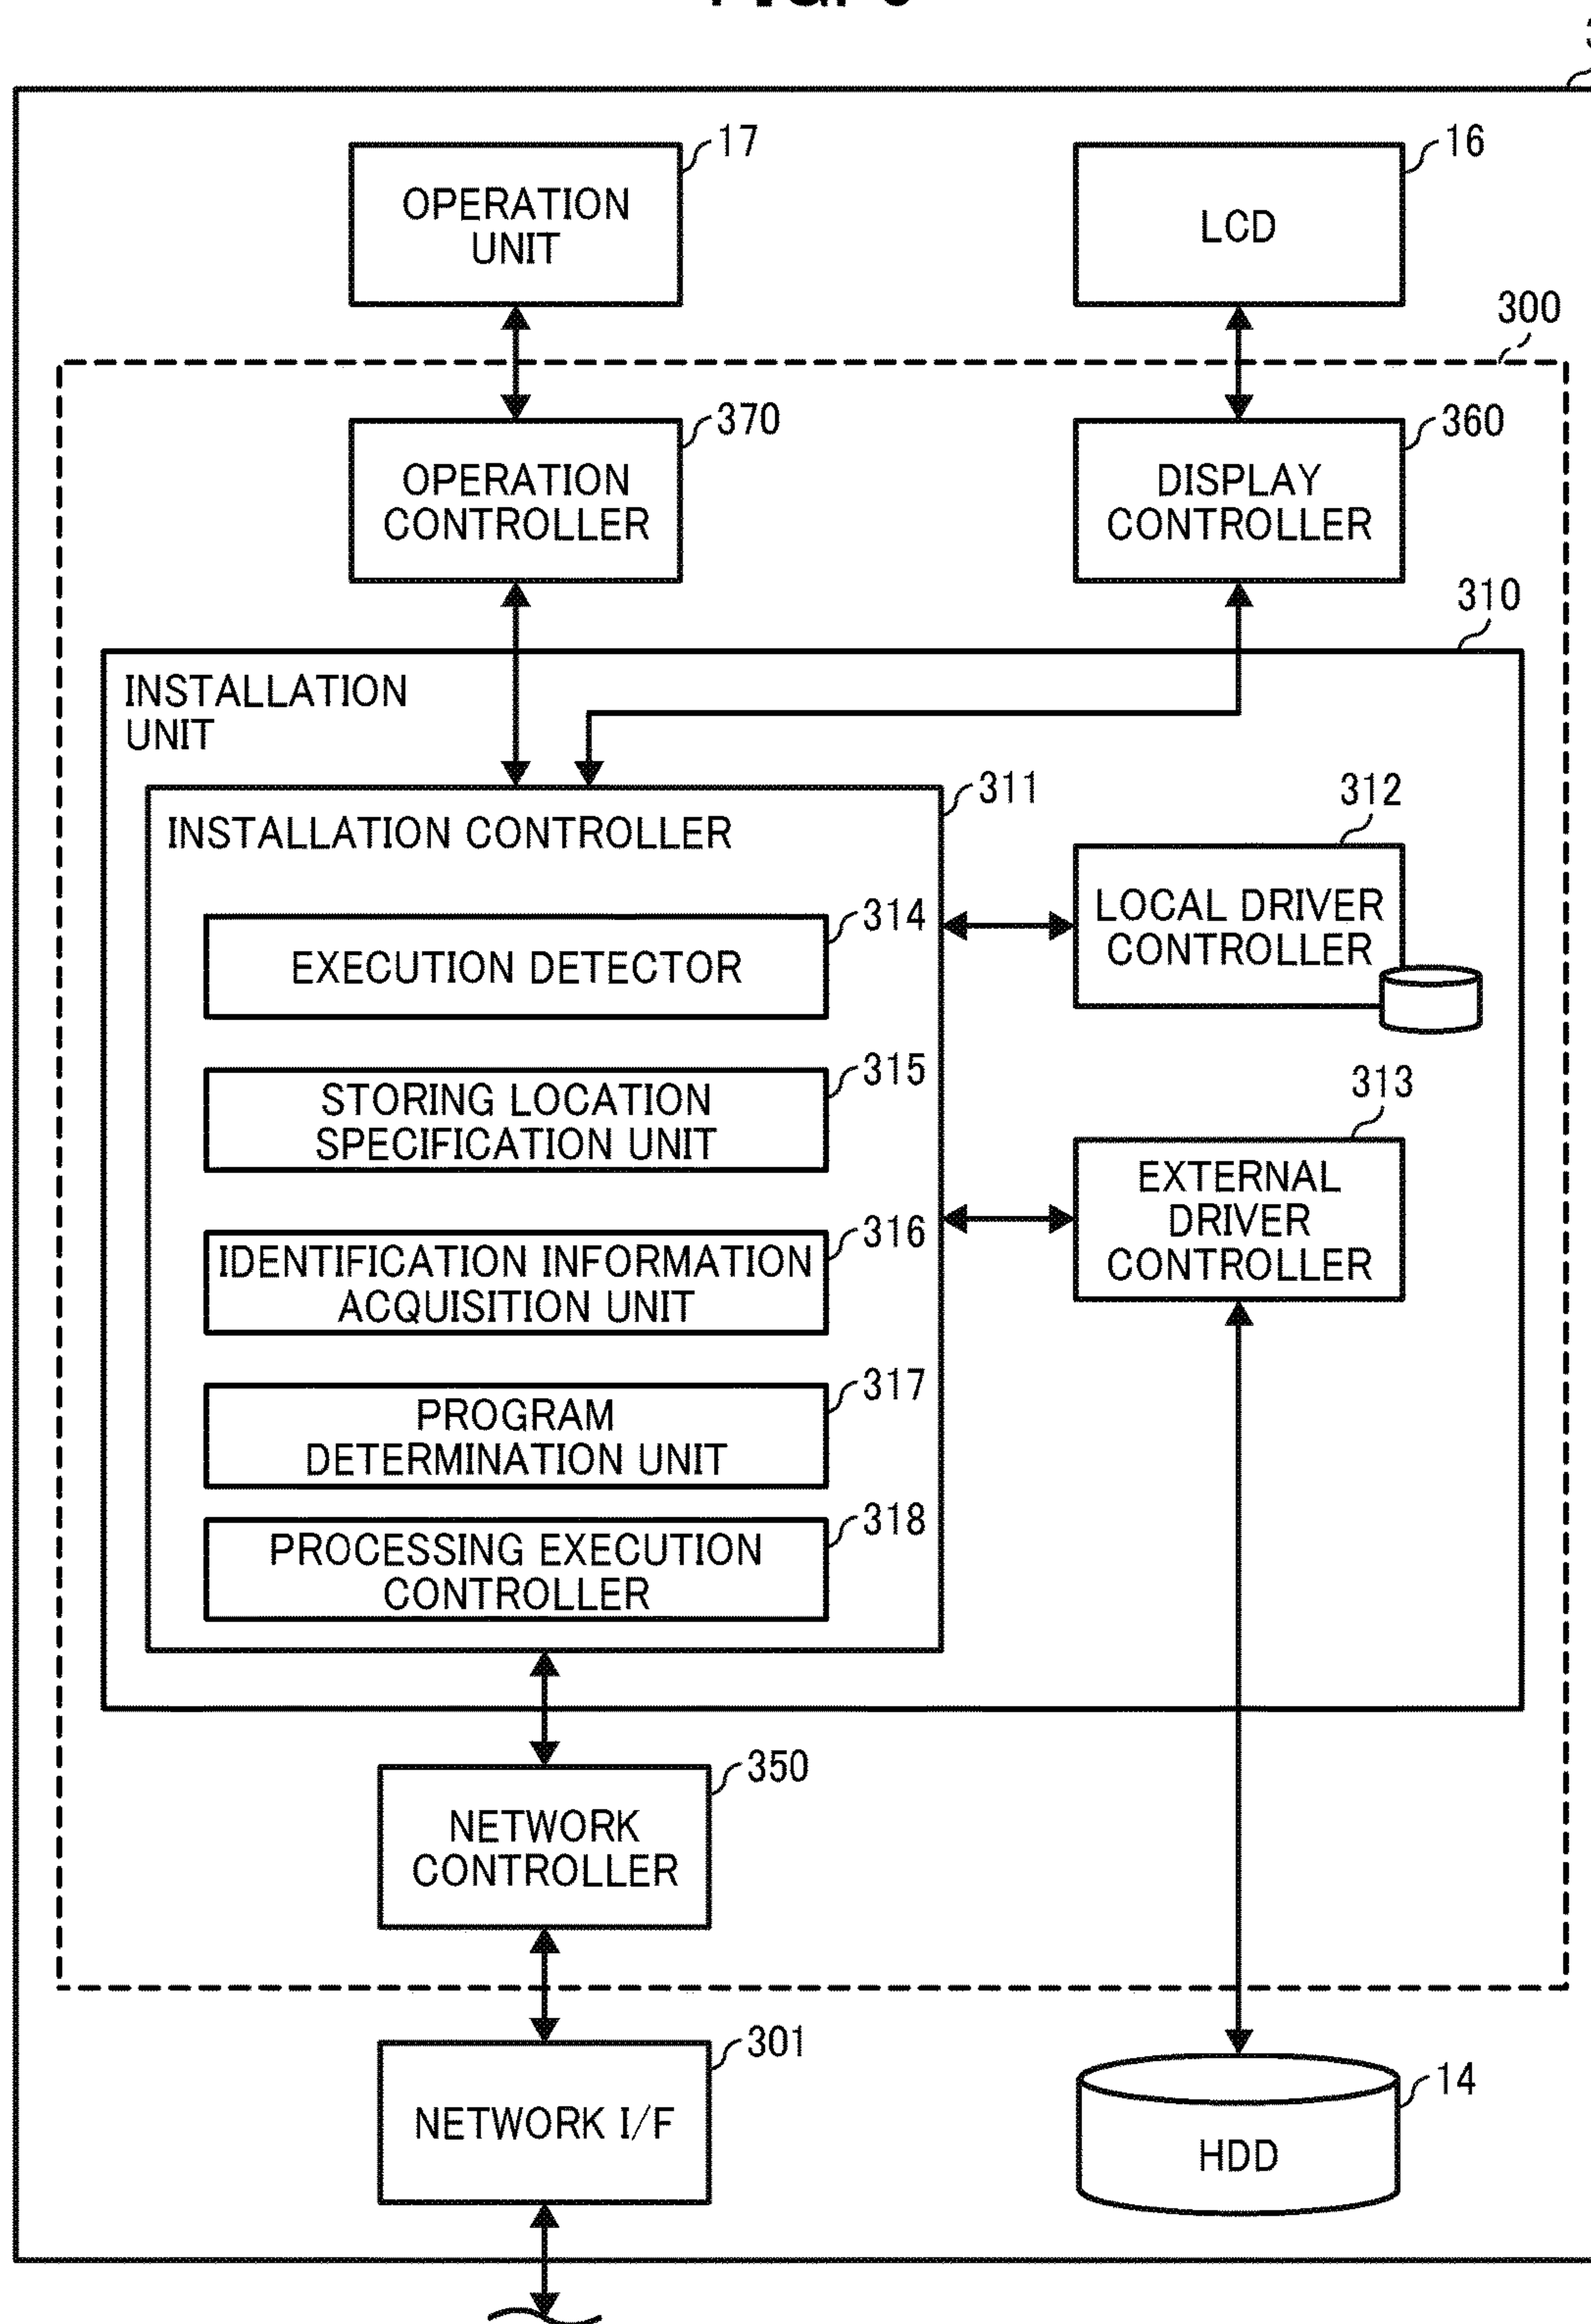 17
16
OPERATION
UNIT
LCD
300
370
360
OPERATION
CONTROLLER
DISPLAY
CONTROLLER
310
INSTALLATION
UNIT
311
312
INSTALLATION CONTROLLER
LOCAL DRIVER
CONTROLLER
314
EXECUTION DETECTOR
315
STORING LOCATION
SPECIFICATION UNIT
313
EXTERNAL
DRIVER
CONTROLLER
316
IDENTIFICATION INFORMATION
ACQUISITION UNIT
317
PROGRAM
DETERMINATION UNIT
318
PROCESSING EXECUTION
CONTROLLER
350
NETWORK
CONTROLLER
301
NETWORK I/F
14
HDD